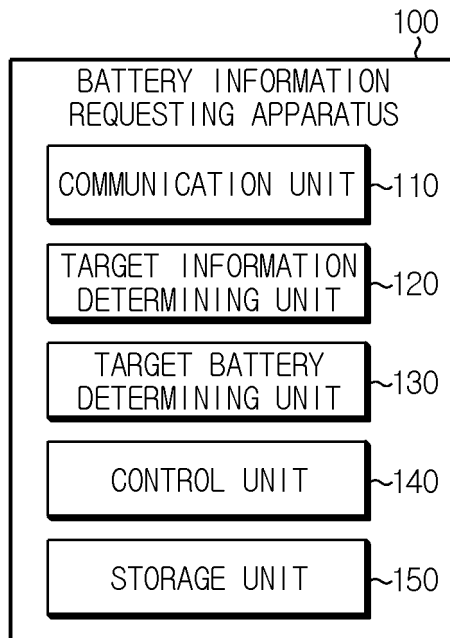 100
BATTERY INFORMATION
REQUESTING APPARATUS
COMMUNICATION UNIT
110
TARGET INFORMATION
DETERMINING UNIT
120
TARGET BATTERY
DETERMINING UNIT
130
CONTROL UNIT
140
STORAGE UNIT
150